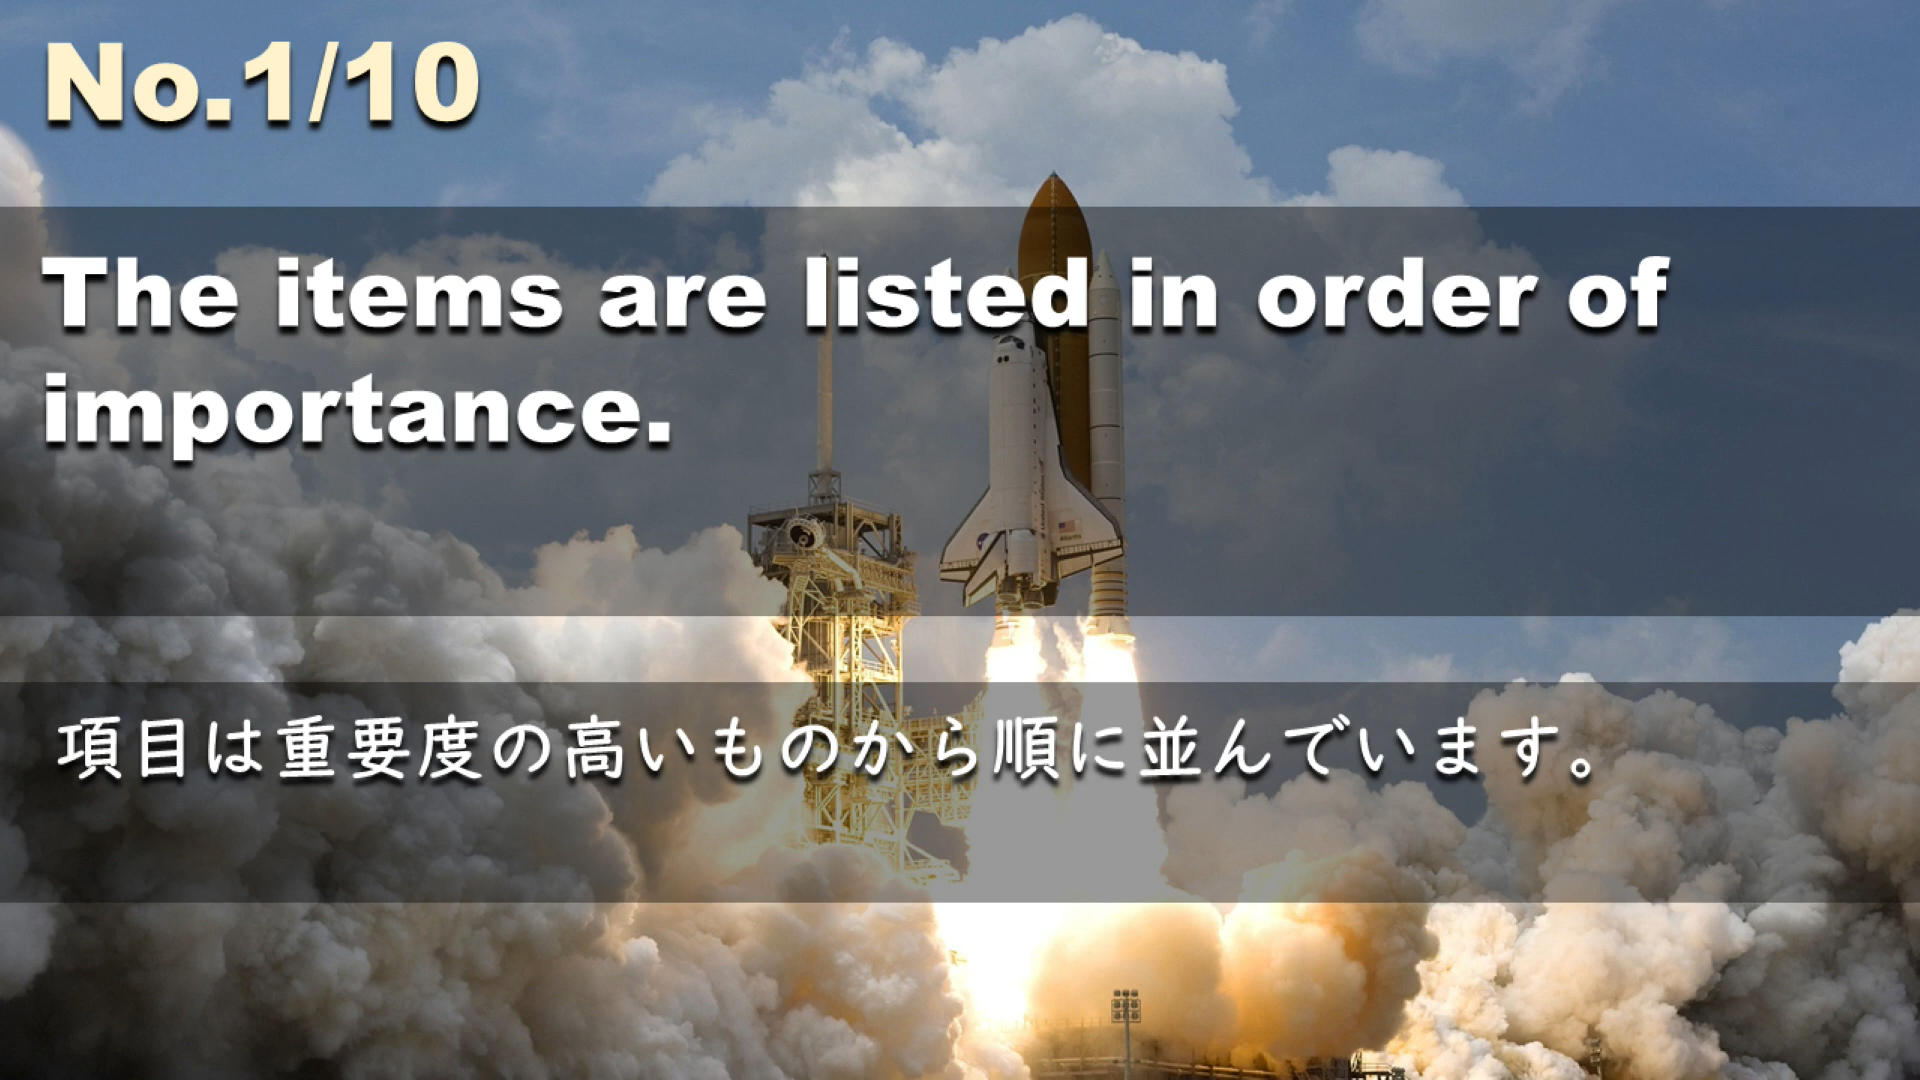 No.1/10
The items are listed in order of
importance.
項目は重要度の高いものから順に並んでいます。